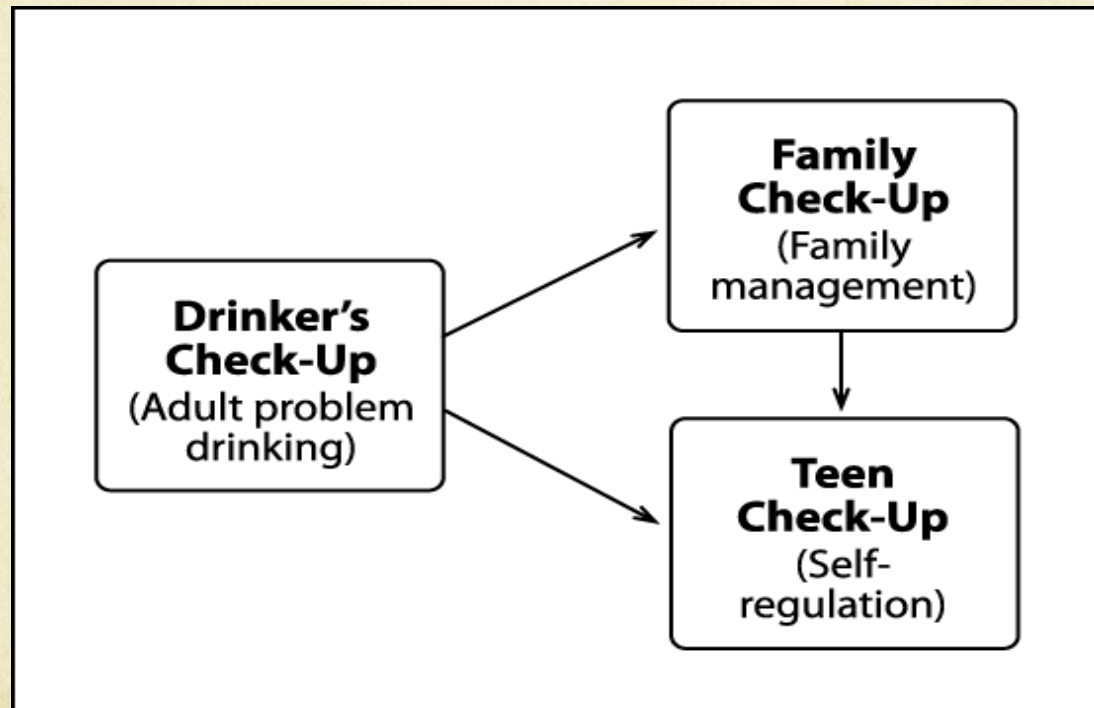 Drinker’s
Check-Up
(Adult problem
drinking)
Family
Check-Up
(Family
management)
Teen
Check-Up
(Self-
regulation)